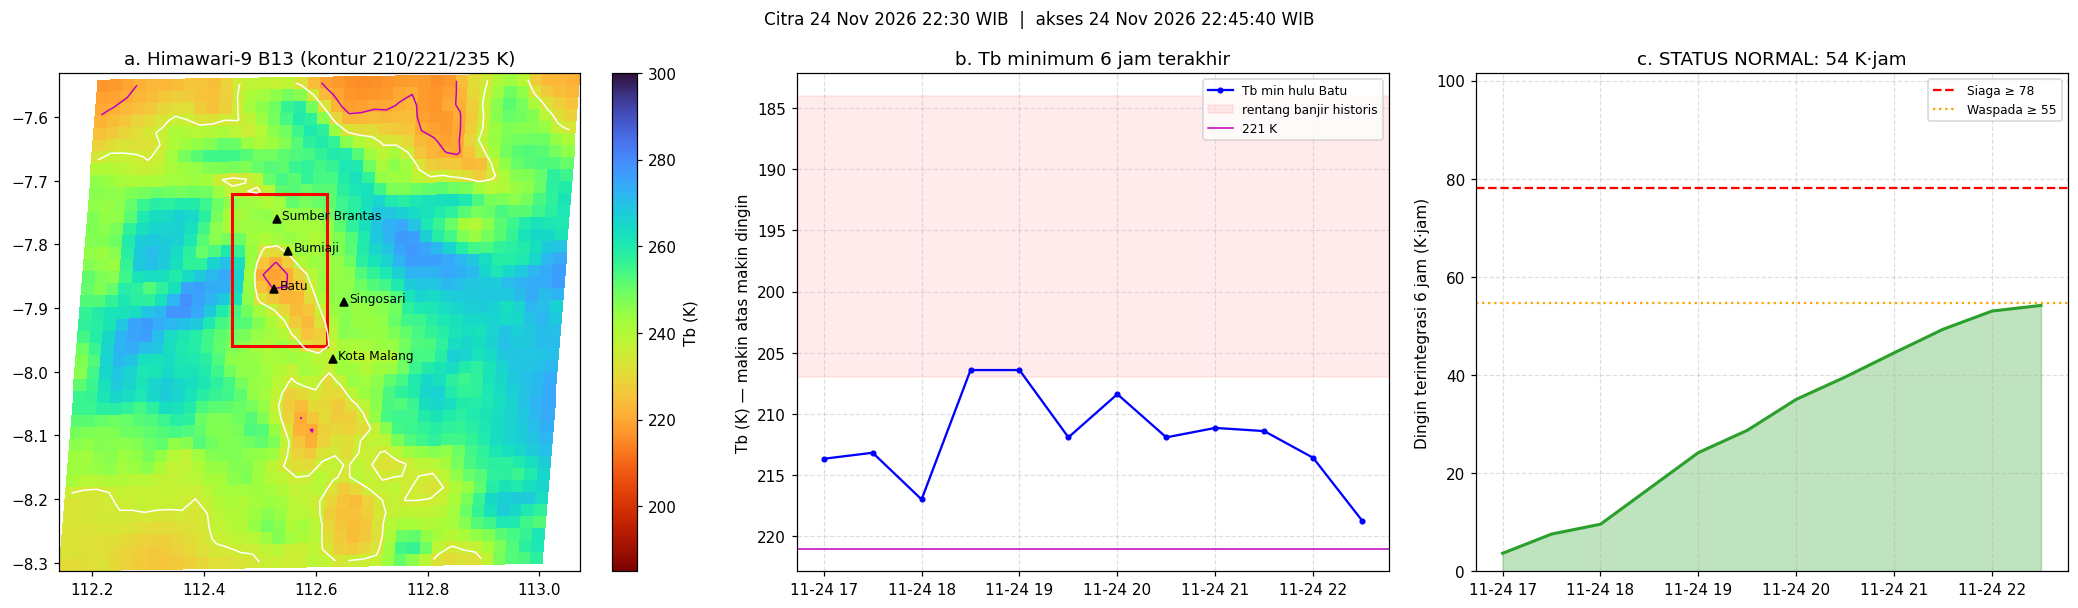 Citra 24 Nov 2026 22:30 WIB | akses 24 Nov 2026 22:45:40 WIB
a. Himawari-9 B13 (kontur 210/221/235 K)
−7.6
−7.7
−7.8
−7.9
−8.0
−8.1
−8.2
−8.3
112.2
112.4
112.6
112.8
113.0
Sumber Brantas
Bumiaji
Batu
Singosari
Kota Malang
300
280
260
240
220
200
Tb (K)
b. Tb minimum 6 jam terakhir
Tb (K) — makin atas makin dingin
185
190
195
200
205
210
215
220
Tb min hulu Batu
rentang banjir historis
221 K
11-24 17
11-24 18
11-24 19
11-24 20
11-24 21
11-24 22
c. STATUS NORMAL: 54 K·jam
Dingin terintegrasi 6 jam (K·jam)
100
80
60
40
20
0
Siaga ≥ 78
Waspada ≥ 55
11-24 17
11-24 18
11-24 19
11-24 20
11-24 21
11-24 22